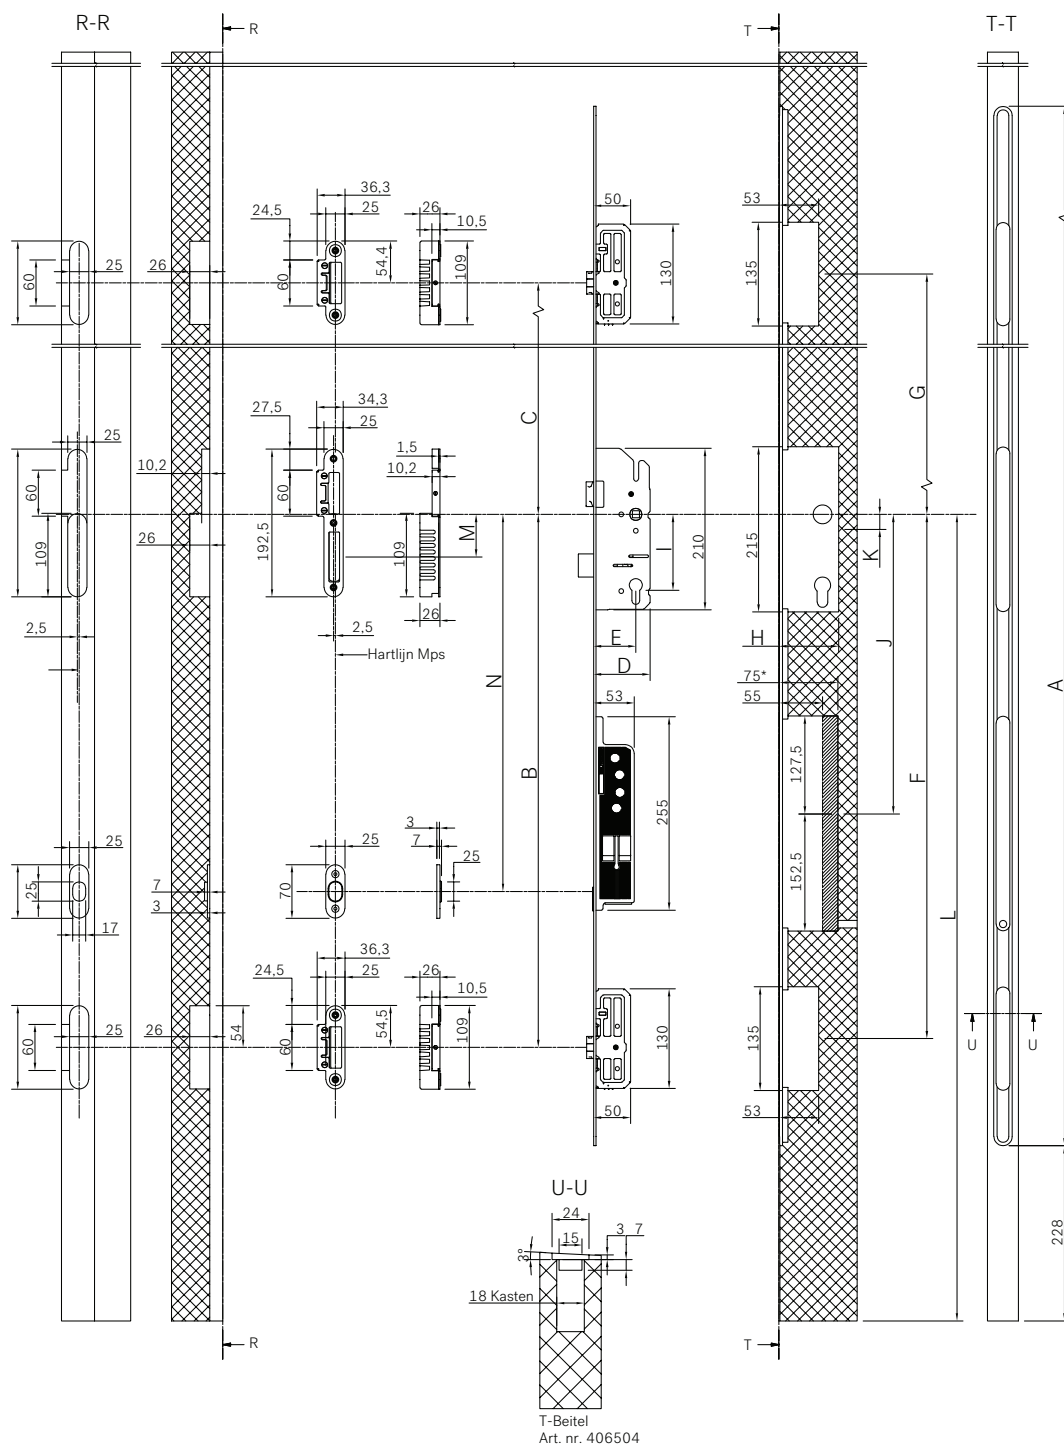 R-R
R
T
T-T
36,3
24,5
25
26
10,5
54,4
109
60
25
60
26
50
130
53
135
A
C
G
34,3
27,5
25
1,5
10,2
25
10,2
60
109
26
192,5
60
M
109
26
2,5
2,5
Hartlijn Mps
I
210
215
K
E
D
H
J
A
75*
55
53
N
B
127,5
255
152,5
F
3
7
25
25
70
25
25
17
7
3
L
36,3
24,5
25
26
10,5
54,5
109
60
25
60
26
54
130
50
135
53
U
U
228
U-U
24
15
3
7
3°
18 Kasten
R
T
T-Beitel
Art. nr. 406504